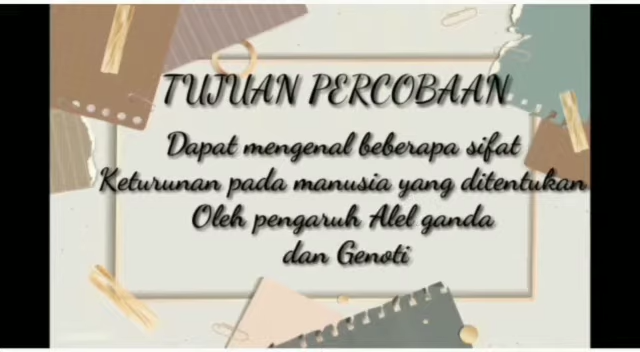 TUJUAN PERCOBAAN
Dapat mengenal beberapa sifat
Keturunan pada manusia yang ditentukan
Oleh pengaruh Alel ganda
dan Genoti